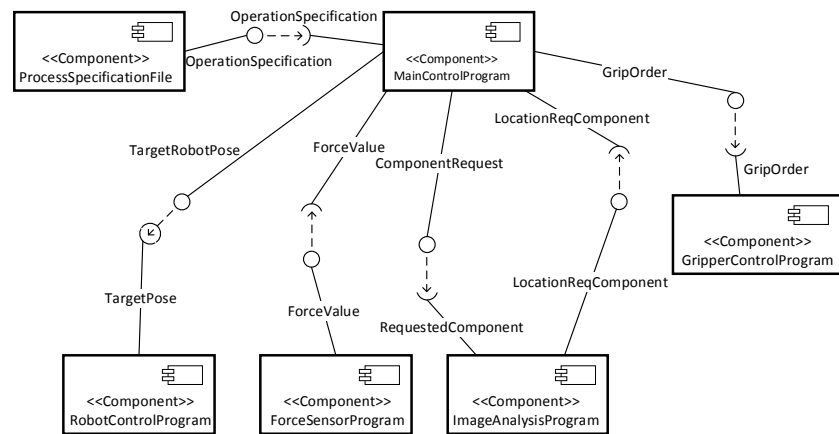 OperationSpecification
<<Component>>
ProcessSpecificationFile
OperationSpecification
<<Component>>
MainControlProgram
GripOrder
LocationReqComponent
TargetRobotPose
ForceValue
ComponentRequest
GripOrder
<<Component>>
GripperControlProgram
LocationReqComponent
TargetPose
ForceValue
RequestedComponent
<<Component>>
RobotControlProgram
<<Component>>
ForceSensorProgram
<<Component>>
ImageAnalysisProgram